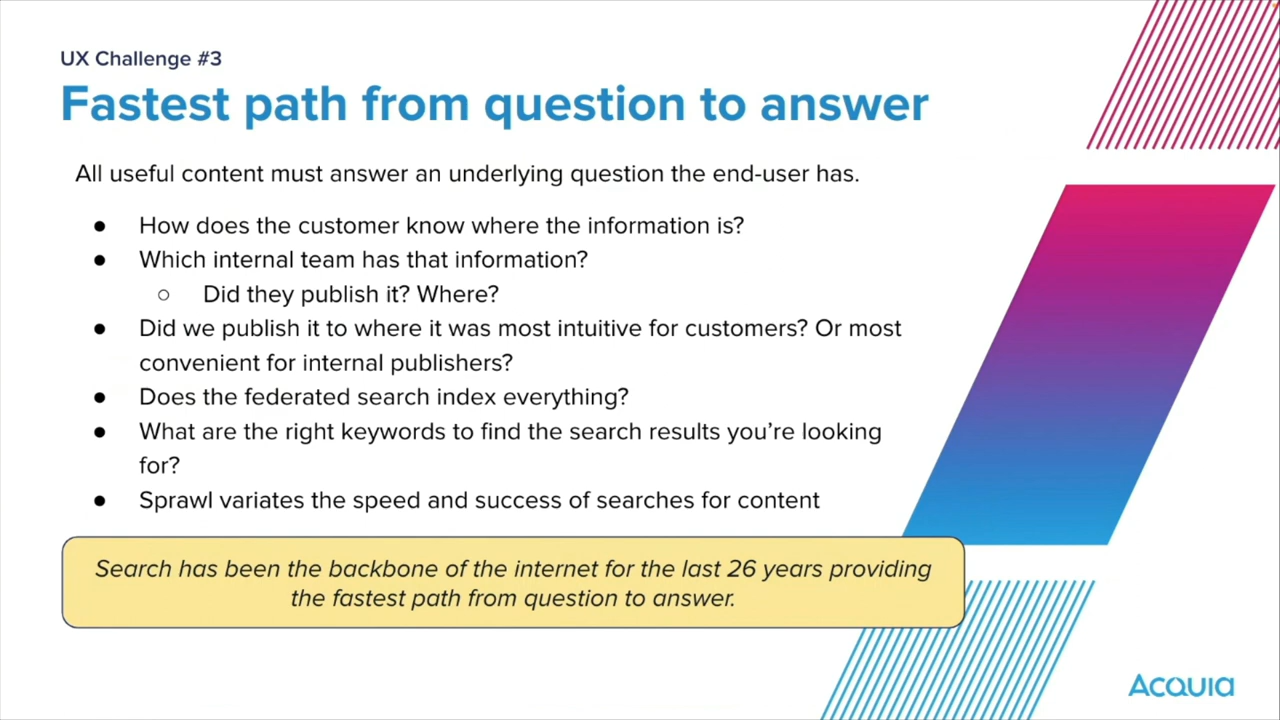 UX Challenge #3
Fastest path from question to answer
All useful content must answer an underlying question the end-user has.
● How does the customer know where the information is?
● Which internal team has that information?
○ Did they publish it? Where?
● Did we publish it to where it was most intuitive for customers? Or most
convenient for internal publishers?
● Does the federated search index everything?
● What are the right keywords to find the search results you're looking
for?
● Sprawl variates the speed and success of searches for content
Search has been the backbone of the internet for the last 26 years providing
the fastest path from question to answer.
Acquia